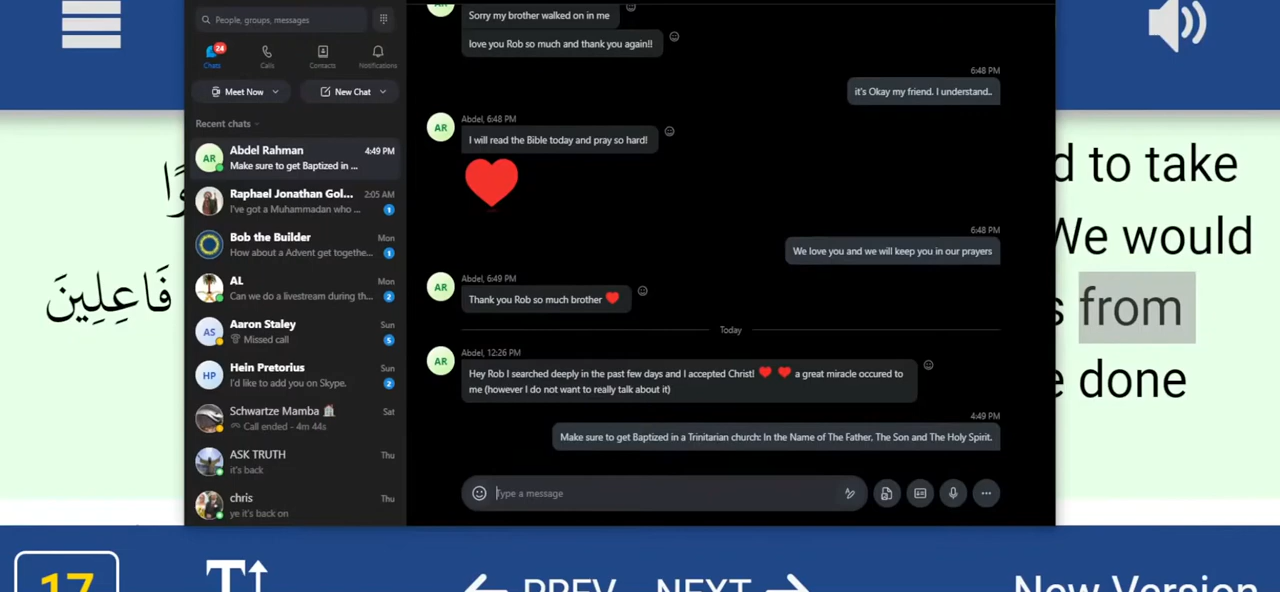 People, groups, messages
24
Chats
Calls
Contacts
Notifications
Meet Now
New Chat
Recent chats
AR
Abdel Rahman
4:49 PM
Make sure to get Baptized in ...
Raphael Jonathan Gol...
2:05 AM
I've got a Muhammadan who ...
1
Bob the Builder
Mon
How about a Advent get togethe...
1
AL
Mon
Can we do a livestream during th...
2
AS
Aaron Staley
Sun
Missed call
5
HP
Hein Pretorius
Sun
I'd like to add you on Skype.
2
Schwartze Mamba
Sat
Call ended - 4m 44s
ASK TRUTH
Thu
it's back
chris
Thu
ye it's back on
Sorry my brother walked on in me
love you Rob so much and thank you again!!
6:48 PM
it's Okay my friend. I understand..
Abdel, 6:48 PM
AR
I will read the Bible today and pray so hard!
6:48 PM
We love you and we will keep you in our prayers
Abdel, 6:49 PM
AR
Thank you Rob so much brother
Today
Abdel, 12:26 PM
AR
Hey Rob I searched deeply in the past few days and I accepted Christ! a great miracle occured to
me (however I do not want to really talk about it)
4:49 PM
Make sure to get Baptized in a Trinitarian church: In the Name of The Father, The Son and The Holy Spirit.
Type a message
فَاعِلِينَ
d to take
We would
s from
e done
17
T
PREV
NEXT
New Version